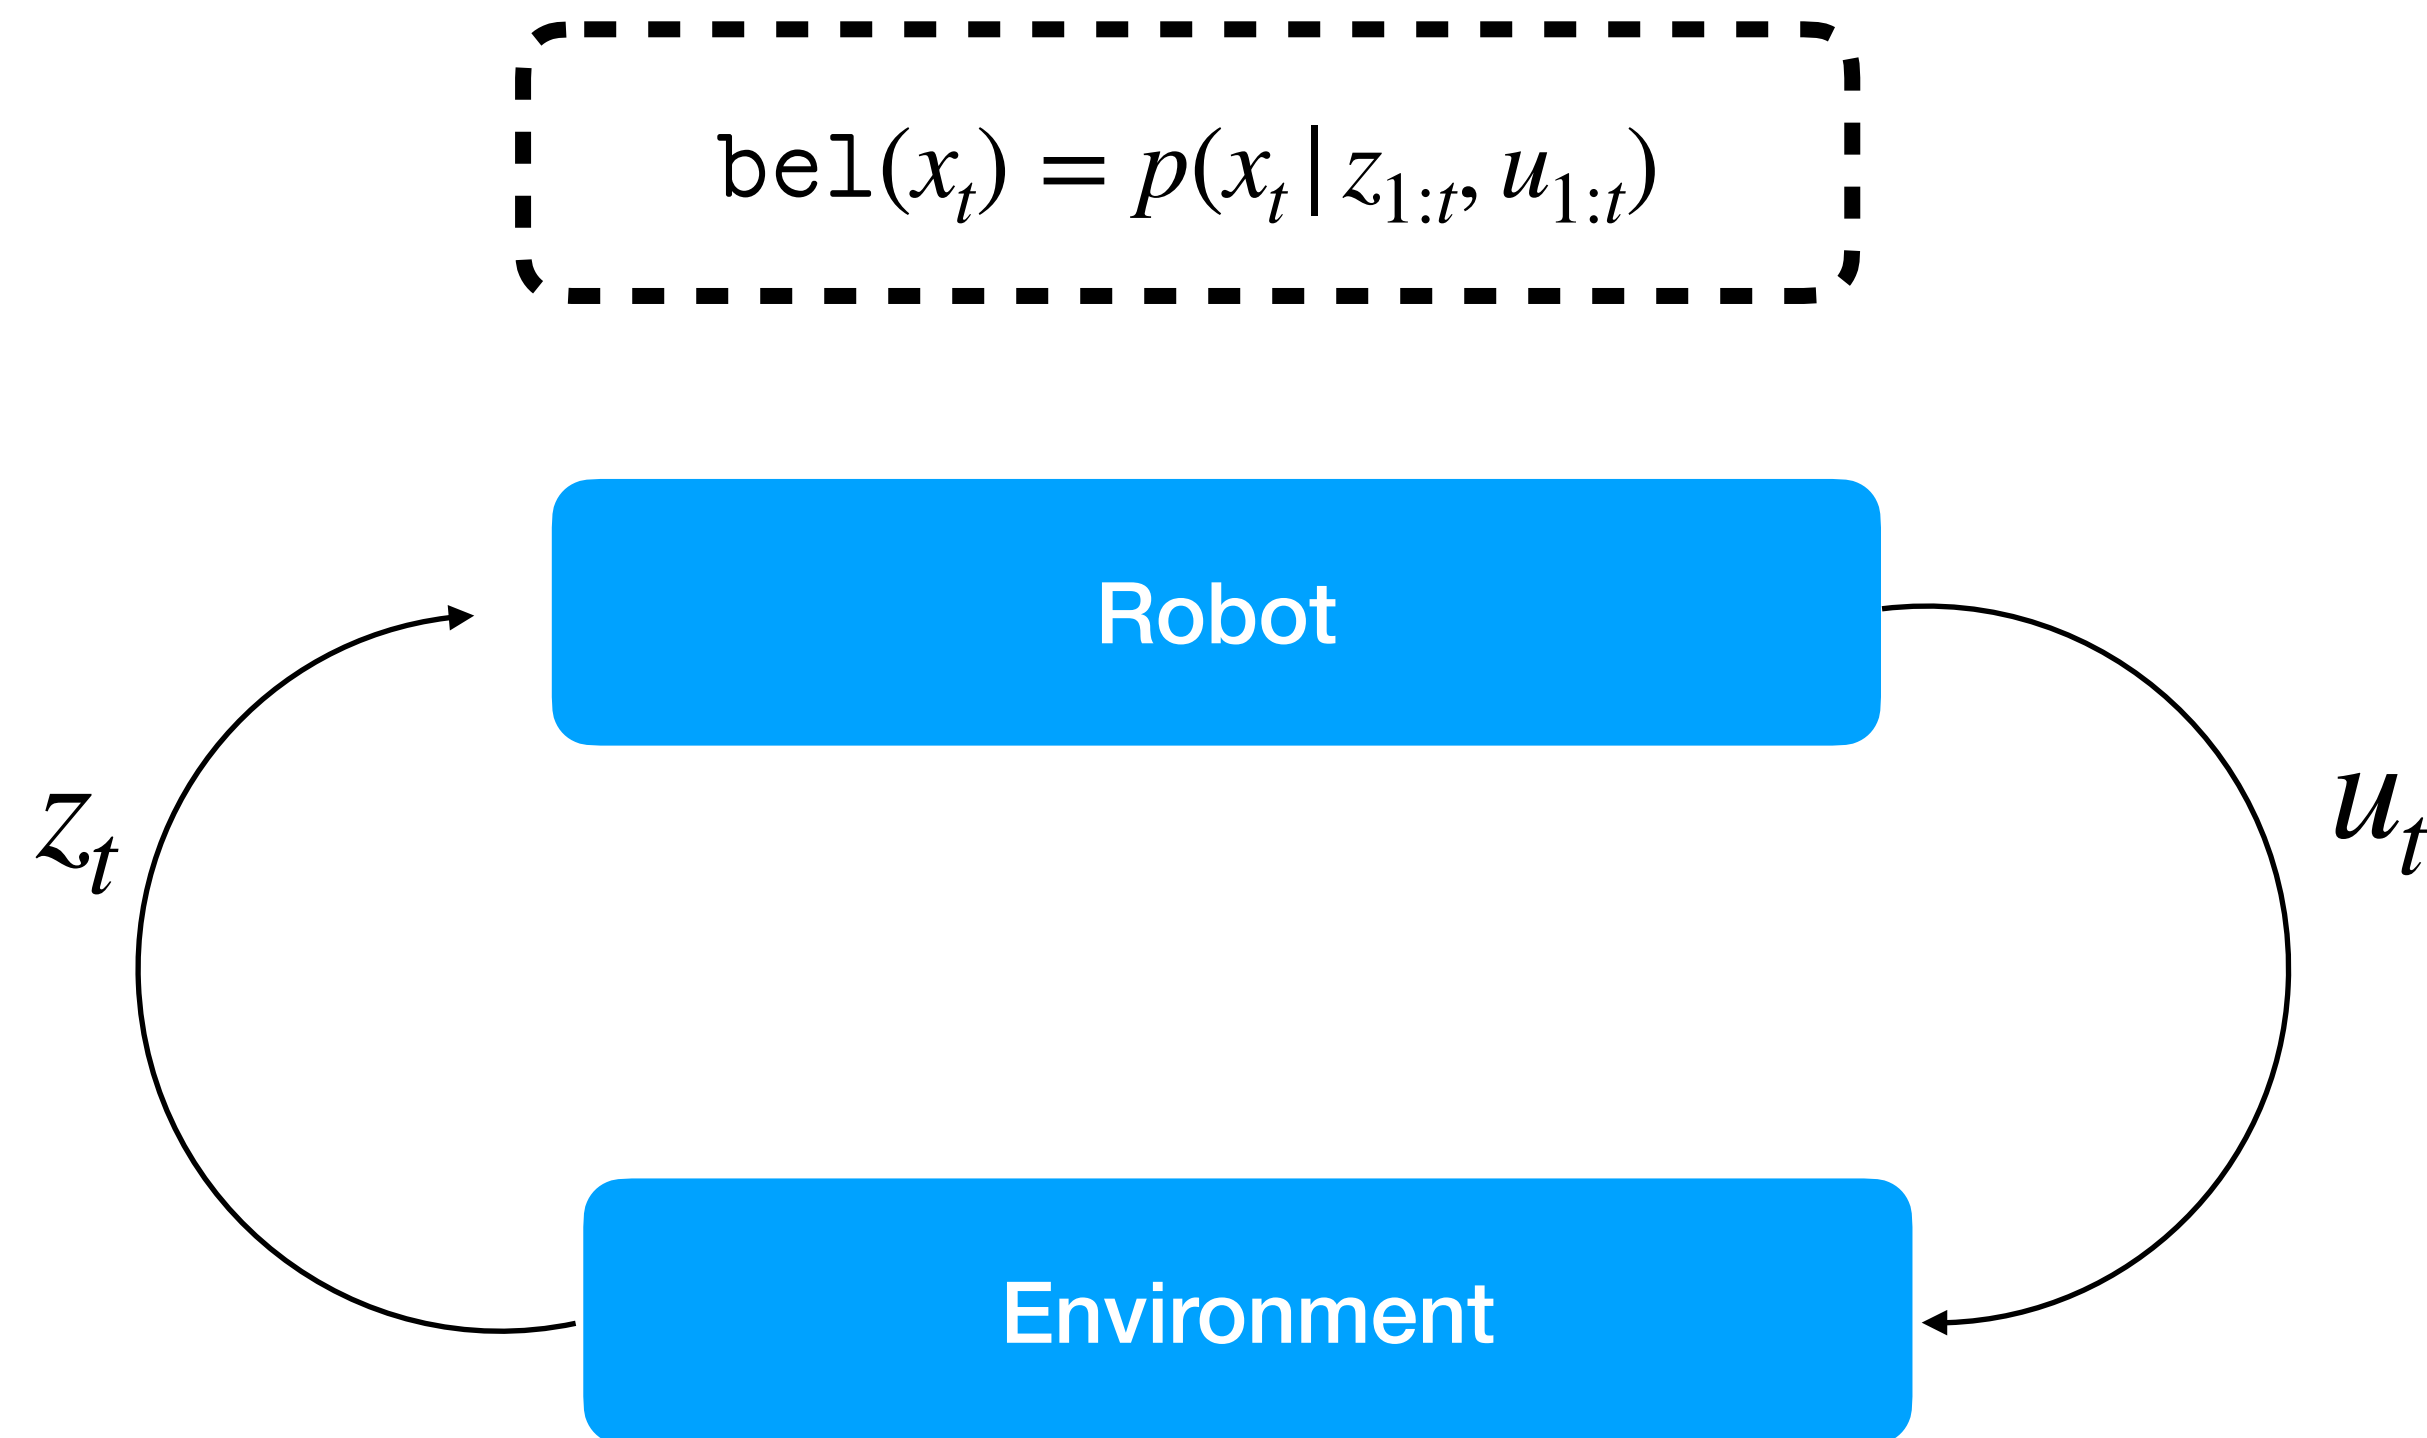 bel(x_t) = p(x_t | z_{1:t}, u_{1:t})
Robot
z_t
u_t
Environment